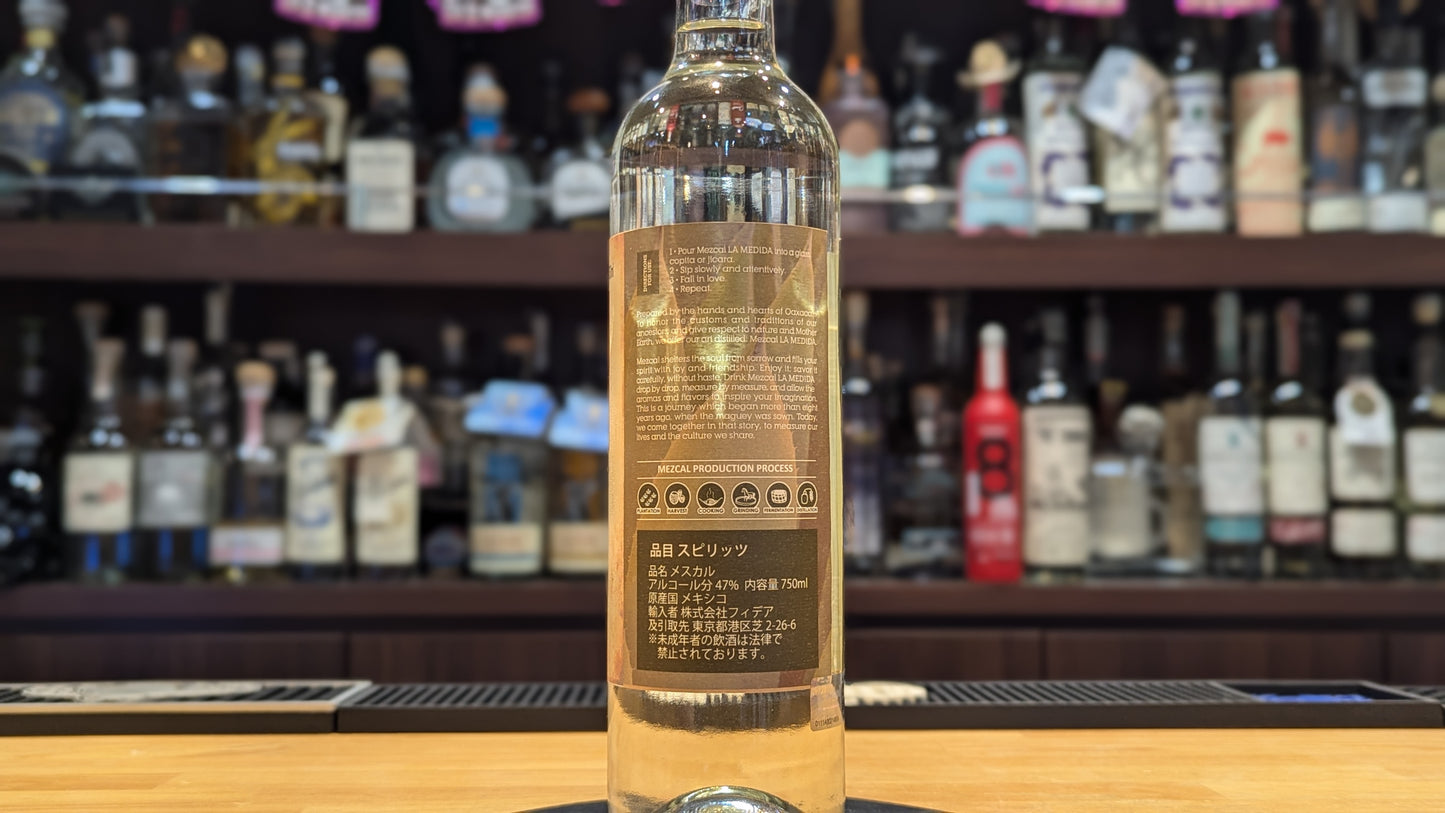 DIRECTIONS
FOR USE:
1 • Pour Mezcal LA MEDIDA into a glass,
copita or jícara.
2 • Sip slowly and attentively.
3 • Fall in love.
4 • Repeat.
Prepared by the hands and hearts of Oaxaca.
To honor the customs and traditions of our
ancestors and give respect to nature and Mother
Earth, we offer our art distilled: Mezcal LA MEDIDA.
Mezcal shelters the soul from sorrow and fills your
spirit with joy and friendship. Enjoy it; savor it
carefully, without haste. Drink Mezcal LA MEDIDA
step by step, measure by measure, and allow the
aromas and flavors to inspire your imagination.
This is a journey which began more than eight
years ago, when the maguey was sown. Today,
we come together in that story, to measure our
lives and the culture we share.
MEZCAL PRODUCTION PROCESS
PLANTATION HARVEST COOKING GRINDING FERMENTATION DISTILLATION
品目 スピリッツ
品名 メスカル
アルコール分 47% 内容量 750ml
原産国 メキシコ
輸入者 株式会社フィデア
及引取先 東京都港区芝 2-26-6
※未成年者の飲酒は法律で
禁止されております。
8